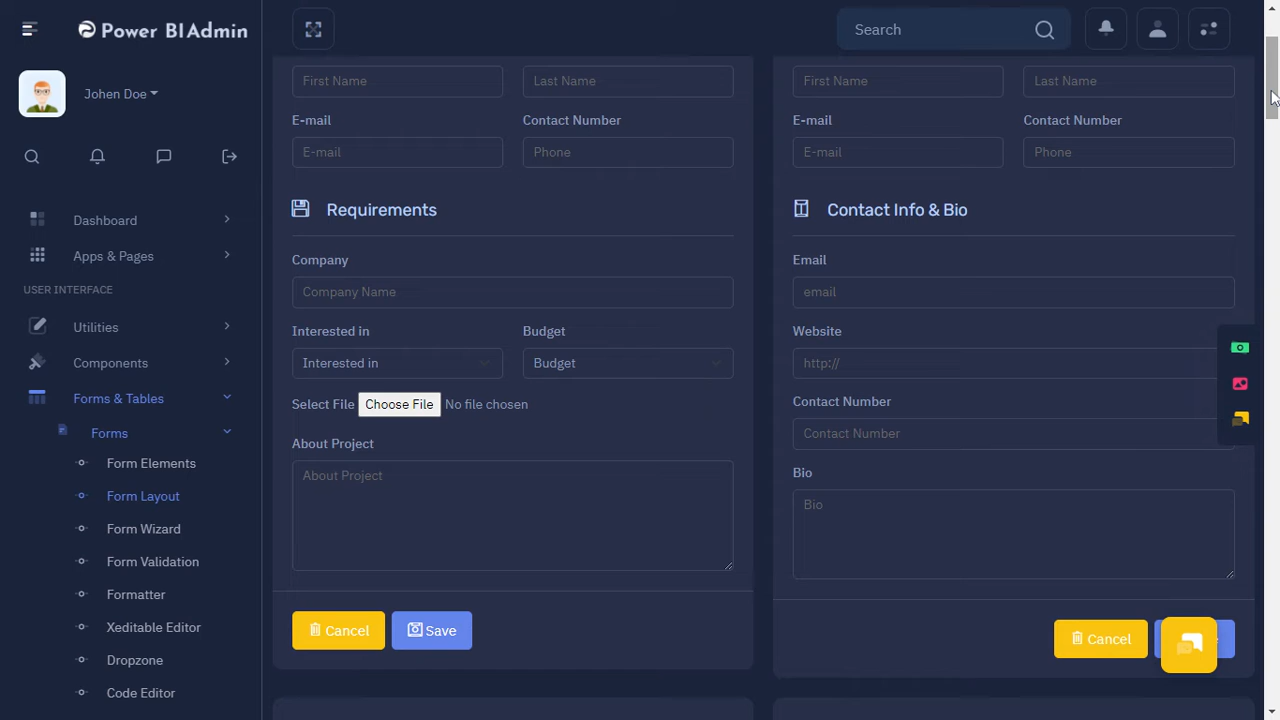 Power BI Admin
Search
Johen Doe
Dashboard
Apps & Pages
USER INTERFACE
Utilities
Components
Forms & Tables
Forms
Form Elements
Form Layout
Form Wizard
Form Validation
Formatter
Xeditable Editor
Dropzone
Code Editor
First Name
Last Name
E-mail
Contact Number
E-mail
Phone
Requirements
Company
Company Name
Interested in
Budget
Interested in
Budget
Select File Choose File No file chosen
About Project
About Project
Cancel
Save
First Name
Last Name
E-mail
Contact Number
E-mail
Phone
Contact Info & Bio
Email
email
Website
http://
Contact Number
Contact Number
Bio
Bio
Cancel